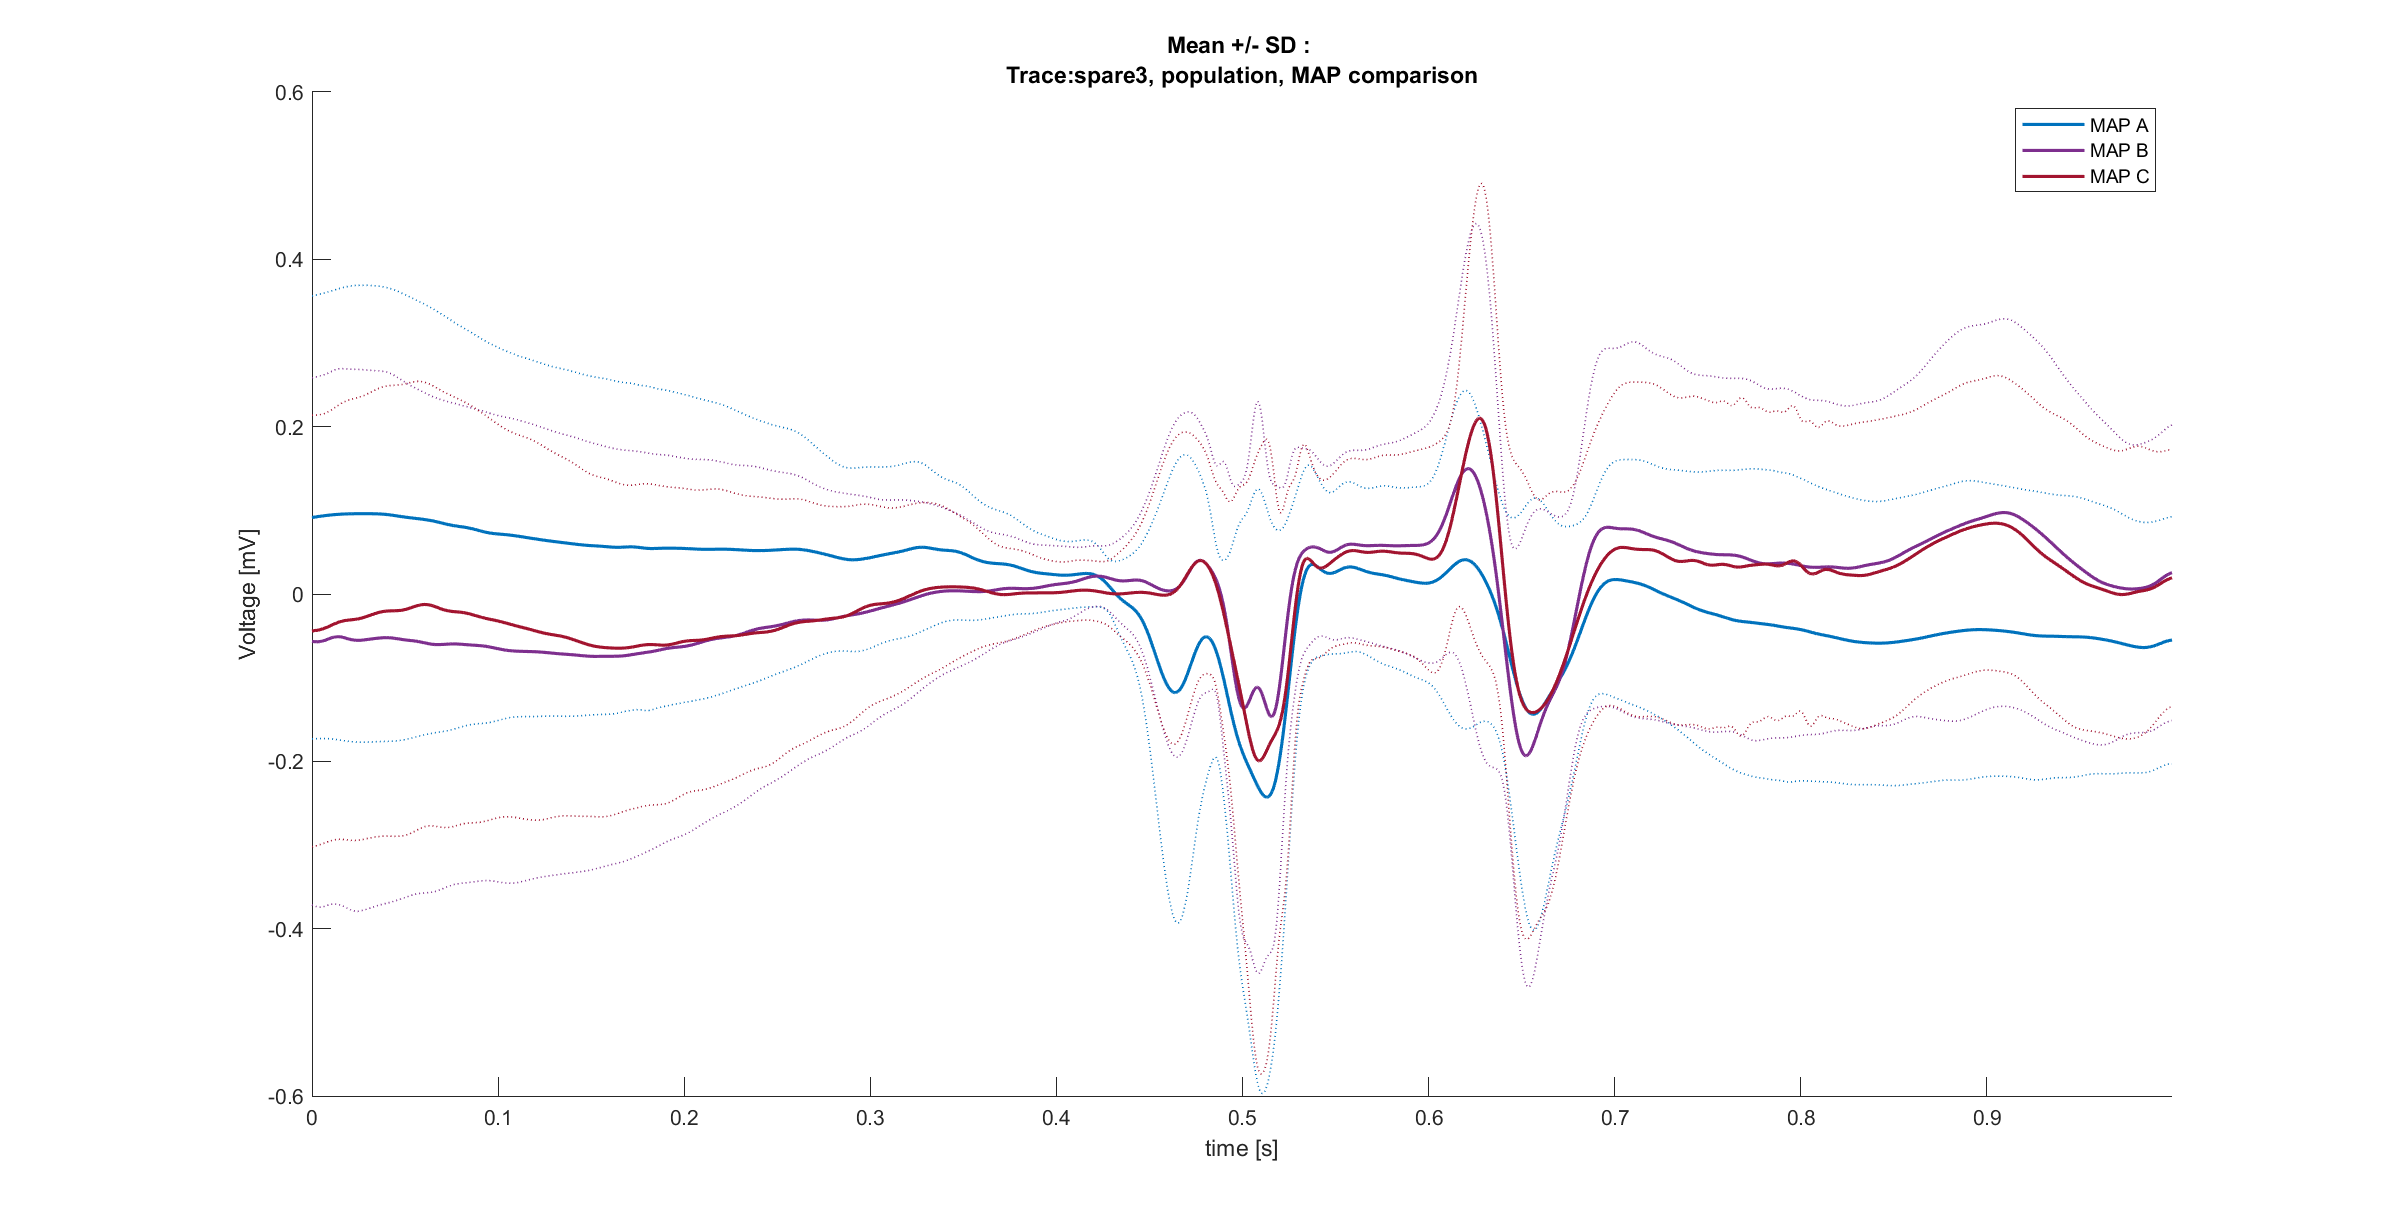 Mean +/- SD :
Trace:spare3, population, MAP comparison
MAP A
MAP B
MAP C
Voltage [mV]
0.6
0.4
0.2
0
-0.2
-0.4
-0.6
0 0.1 0.2 0.3 0.4 0.5 0.6 0.7 0.8 0.9
time [s]